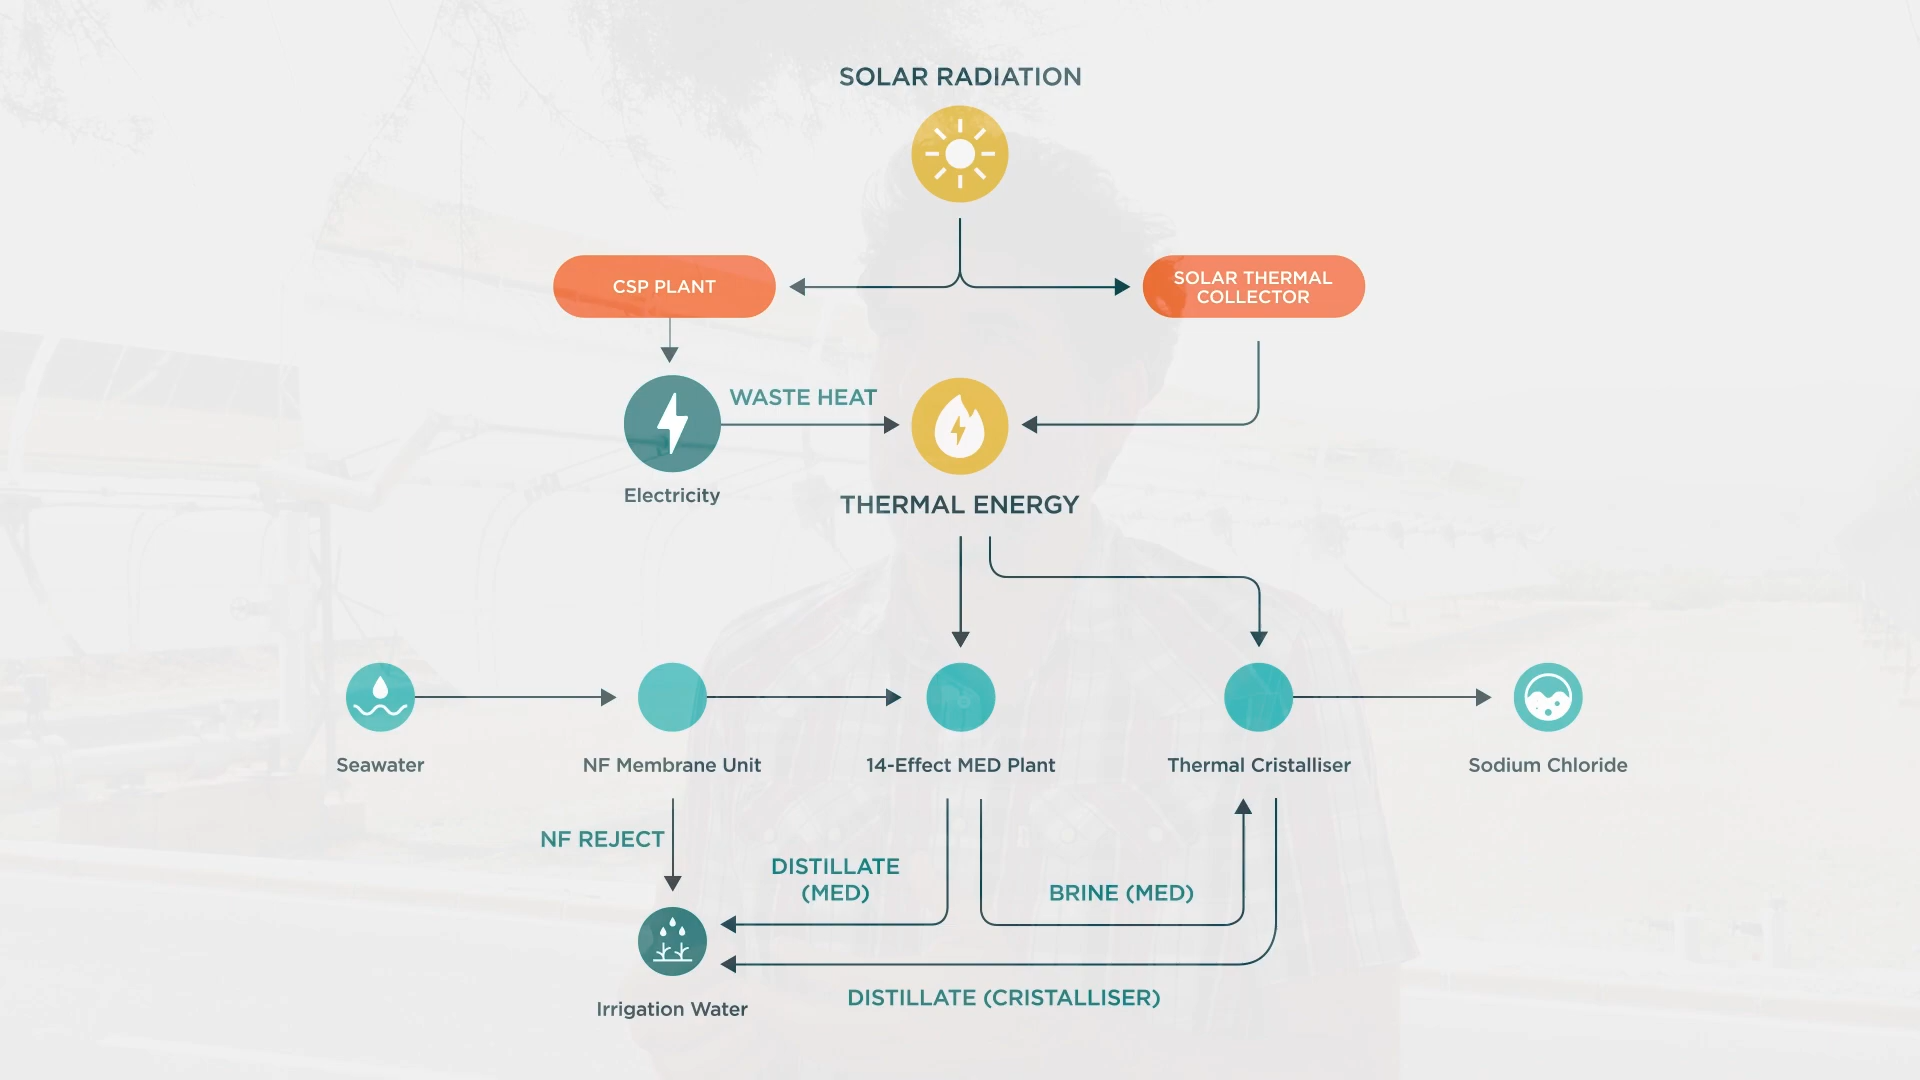 SOLAR RADIATION
CSP PLANT
SOLAR THERMAL
COLLECTOR
WASTE HEAT
Electricity
THERMAL ENERGY
Seawater
NF Membrane Unit
14-Effect MED Plant
Thermal Cristalliser
Sodium Chloride
NF REJECT
DISTILLATE
(MED)
BRINE (MED)
DISTILLATE (CRISTALLISER)
Irrigation Water